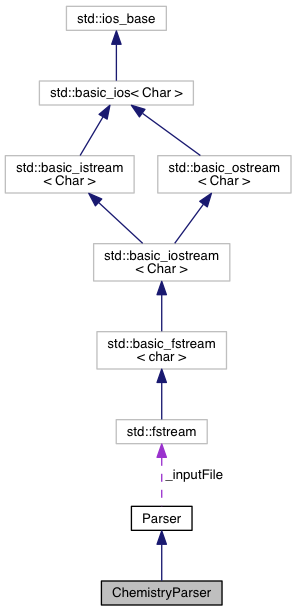 std::ios_base
std::basic_ios< Char >
std::basic_istream
< Char >
std::basic_ostream
< Char >
std::basic_iostream
< Char >
std::basic_fstream
< char >
std::fstream
_inputFile
Parser
ChemistryParser